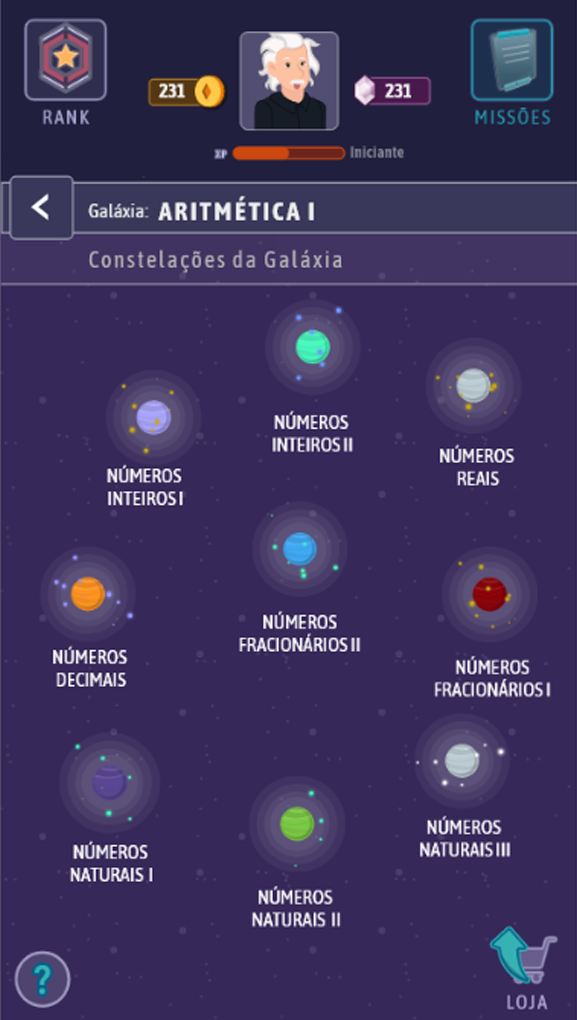 231
231
RANK
MISSÕES
XP
Iniciante
<
Galáxia: ARITMÉTICA I
Constelações da Galáxia
NÚMEROS
INTEIROS II
NÚMEROS
REAIS
NÚMEROS
INTEIROS I
NÚMEROS
FRACIONÁRIOS II
NÚMEROS
DECIMAIS
NÚMEROS
FRACIONÁRIOS I
NÚMEROS
NATURAIS III
NÚMEROS
NATURAIS I
NÚMEROS
NATURAIS II
?
LOJA